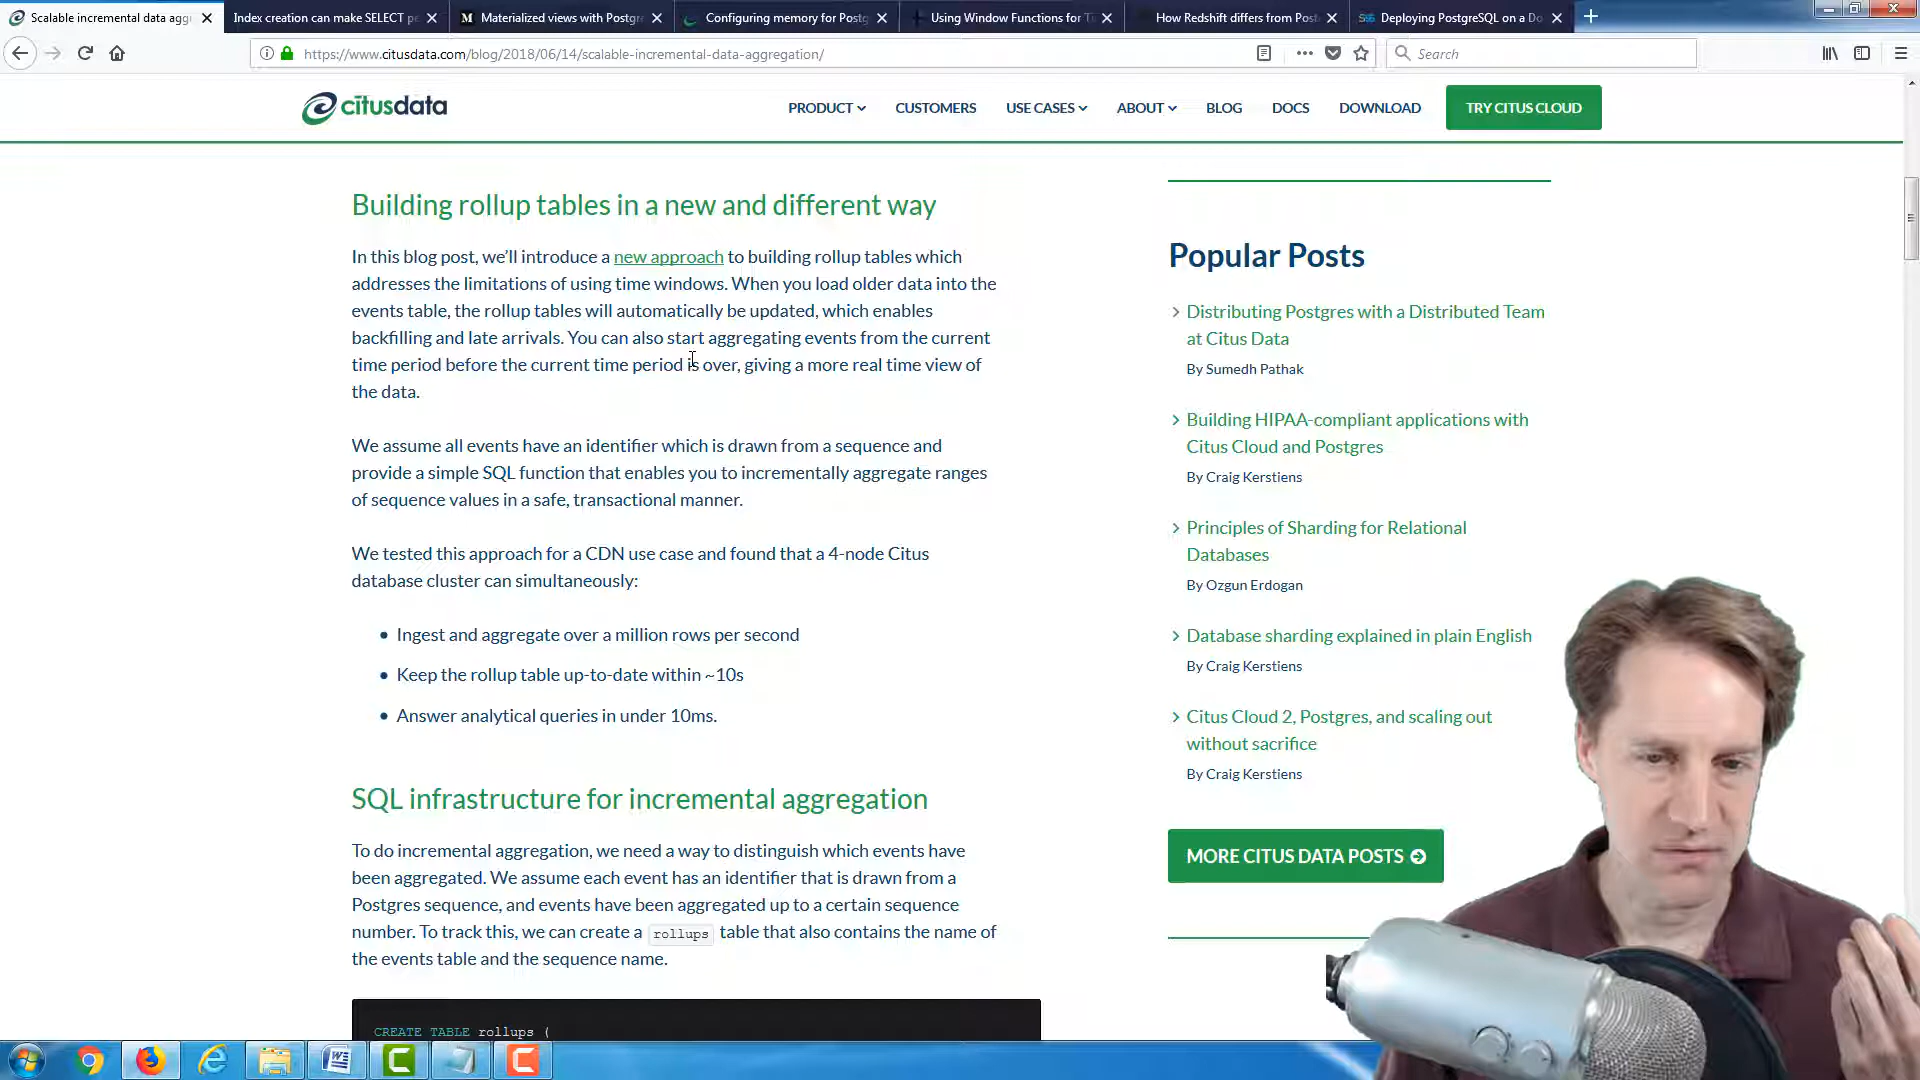 Scalable incremental data agg
Index creation can make SELECT pe
Materialized views with Postgre
Configuring memory for Postg
Using Window Functions for Ti
How Redshift differs from Post
Deploying PostgreSQL on a Do
https://www.citusdata.com/blog/2018/06/14/scalable-incremental-data-aggregation/
Search
citusdata
PRODUCT
CUSTOMERS
USE CASES
ABOUT
BLOG
DOCS
DOWNLOAD
TRY CITUS CLOUD
Building rollup tables in a new and different way
In this blog post, we'll introduce a new approach to building rollup tables which
addresses the limitations of using time windows. When you load older data into the
events table, the rollup tables will automatically be updated, which enables
backfilling and late arrivals. You can also start aggregating events from the current
time period before the current time period is over, giving a more real time view of
the data.
We assume all events have an identifier which is drawn from a sequence and
provide a simple SQL function that enables you to incrementally aggregate ranges
of sequence values in a safe, transactional manner.
We tested this approach for a CDN use case and found that a 4-node Citus
database cluster can simultaneously:
• Ingest and aggregate over a million rows per second
• Keep the rollup table up-to-date within ~10s
• Answer analytical queries in under 10ms.
SQL infrastructure for incremental aggregation
To do incremental aggregation, we need a way to distinguish which events have
been aggregated. We assume each event has an identifier that is drawn from a
Postgres sequence, and events have been aggregated up to a certain sequence
number. To track this, we can create a rollups table that also contains the name of
the events table and the sequence name.
CREATE TABLE rollups (
Popular Posts
Distributing Postgres with a Distributed Team
at Citus Data
By Sumedh Pathak
Building HIPAA-compliant applications with
Citus Cloud and Postgres
By Craig Kerstiens
Principles of Sharding for Relational
Databases
By Ozgun Erdogan
Database sharding explained in plain English
By Craig Kerstiens
Citus Cloud 2, Postgres, and scaling out
without sacrifice
By Craig Kerstiens
MORE CITUS DATA POSTS